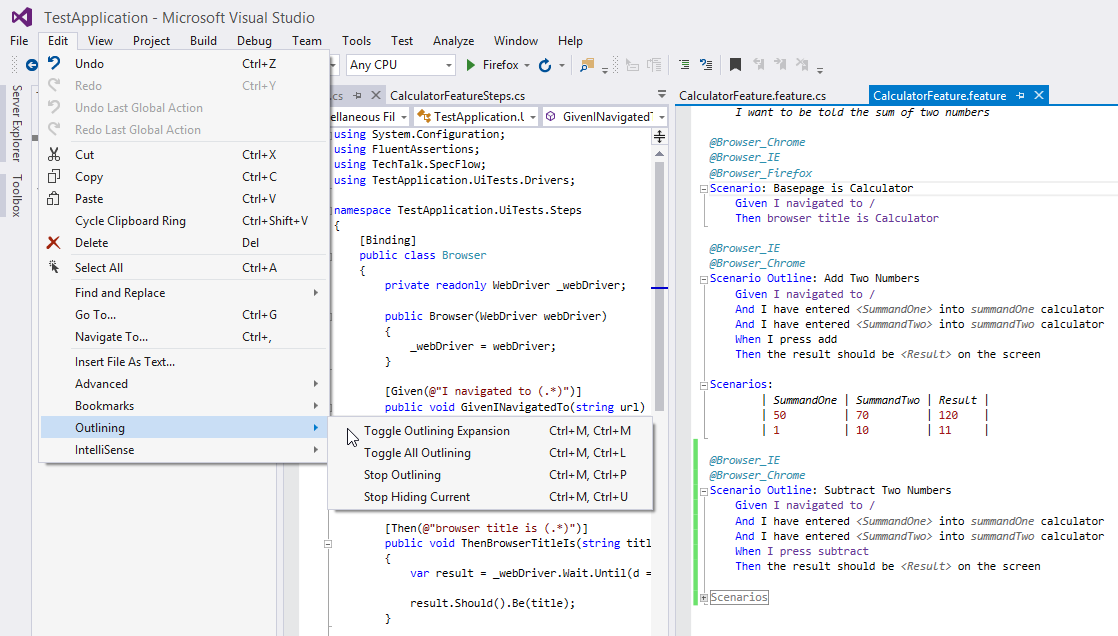 TestApplication - Microsoft Visual Studio
File Edit View Project Build Debug Team Tools Test Analyze Window Help
Any CPU Firefox
Server Explorer
Toolbox
Undo Ctrl+Z
Redo Ctrl+Y
Undo Last Global Action
Redo Last Global Action
Cut Ctrl+X
Copy Ctrl+C
Paste Ctrl+V
Cycle Clipboard Ring Ctrl+Shift+V
Delete Del
Select All Ctrl+A
Find and Replace
Go To... Ctrl+G
Navigate To... Ctrl+,
Insert File As Text...
Advanced
Bookmarks
Outlining
IntelliSense
Toggle Outlining Expansion Ctrl+M, Ctrl+M
Toggle All Outlining Ctrl+M, Ctrl+L
Stop Outlining Ctrl+M, Ctrl+P
Stop Hiding Current Ctrl+M, Ctrl+U
.cs CalculatorFeatureSteps.cs
ellaneous Fil TestApplication.U GivenINavigatedT
using System.Configuration;
using FluentAssertions;
using TechTalk.SpecFlow;
using TestApplication.UiTests.Drivers;
namespace TestApplication.UiTests.Steps
{
[Binding]
public class Browser
{
private readonly WebDriver _webDriver;
public Browser(WebDriver webDriver)
{
_webDriver = webDriver;
}
[Given(@"I navigated to (.*)")]
public void GivenINavigatedTo(string url)
[Then(@"browser title is (.*)")]
public void ThenBrowserTitleIs(string titl
{
var result = _webDriver.Wait.Until(d =
result.Should().Be(title);
}
CalculatorFeature.feature.cs CalculatorFeature.feature
I want to be told the sum of two numbers
@Browser_Chrome
@Browser_IE
@Browser_Firefox
Scenario: Basepage is Calculator
Given I navigated to /
Then browser title is Calculator
@Browser_IE
@Browser_Chrome
Scenario Outline: Add Two Numbers
Given I navigated to /
And I have entered <SummandOne> into summandOne calculator
And I have entered <SummandTwo> into summandTwo calculator
When I press add
Then the result should be <Result> on the screen
Scenarios:
| SummandOne | SummandTwo | Result |
| 50 | 70 | 120 |
| 1 | 10 | 11 |
@Browser_IE
@Browser_Chrome
Scenario Outline: Subtract Two Numbers
Given I navigated to /
And I have entered <SummandOne> into summandOne calculator
And I have entered <SummandTwo> into summandTwo calculator
When I press subtract
Then the result should be <Result> on the screen
Scenarios